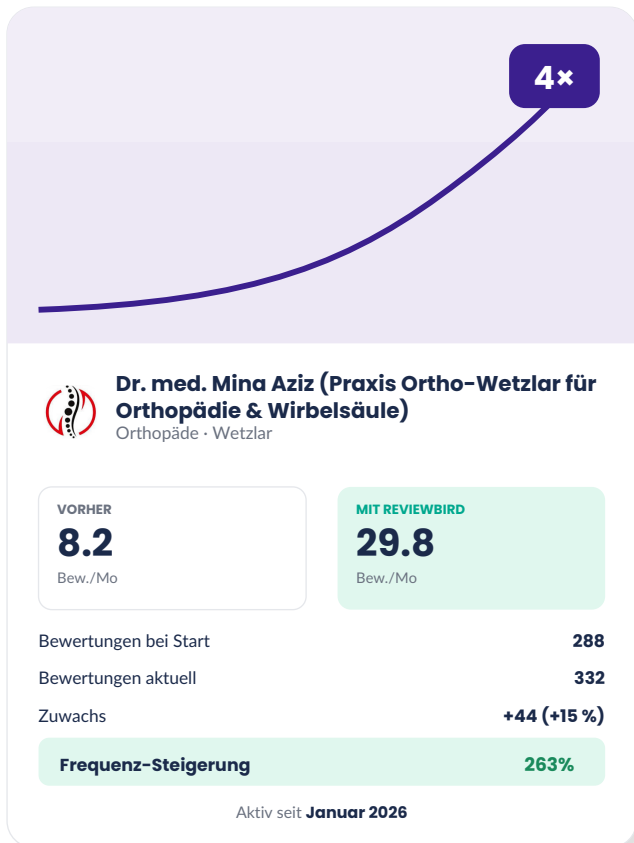 4×
Dr. med. Mina Aziz (Praxis Ortho-Wetzlar für
Orthopädie & Wirbelsäule)
Orthopäde · Wetzlar
VORHER
8.2
Bew./Mo
MIT REVIEWBIRD
29.8
Bew./Mo
Bewertungen bei Start 288
Bewertungen aktuell 332
Zuwachs +44 (+15 %)
Frequenz-Steigerung 263%
Aktiv seit Januar 2026